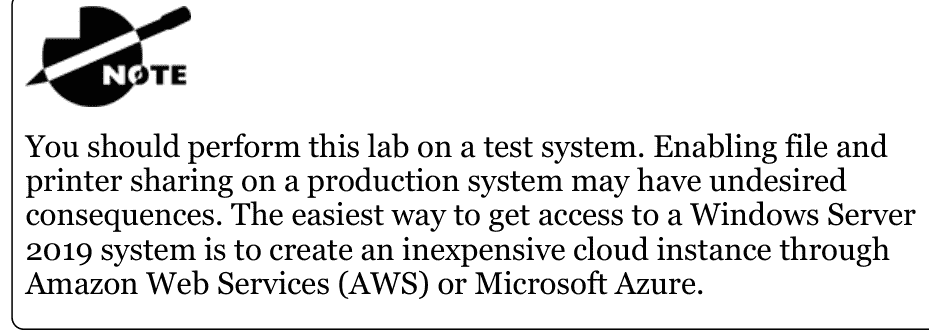 NOTE
You should perform this lab on a test system. Enabling file and
printer sharing on a production system may have undesired
consequences. The easiest way to get access to a Windows Server
2019 system is to create an inexpensive cloud instance through
Amazon Web Services (AWS) or Microsoft Azure.